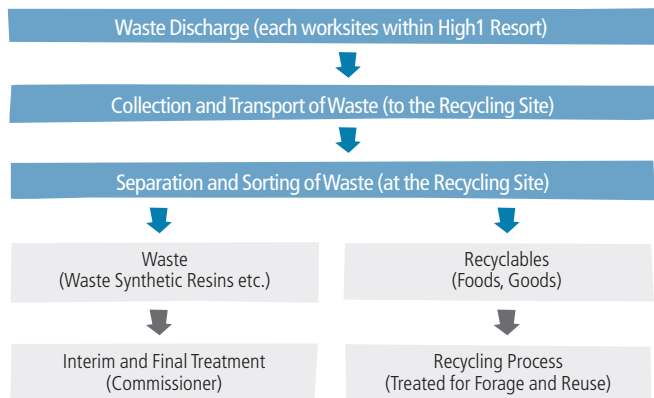 Waste Discharge (each worksites within High1 Resort)
Collection and Transport of Waste (to the Recycling Site)
Separation and Sorting of Waste (at the Recycling Site)
Waste
(Waste Synthetic Resins etc.)
Recyclables
(Foods, Goods)
Interim and Final Treatment
(Commissioner)
Recycling Process
(Treated for Forage and Reuse)